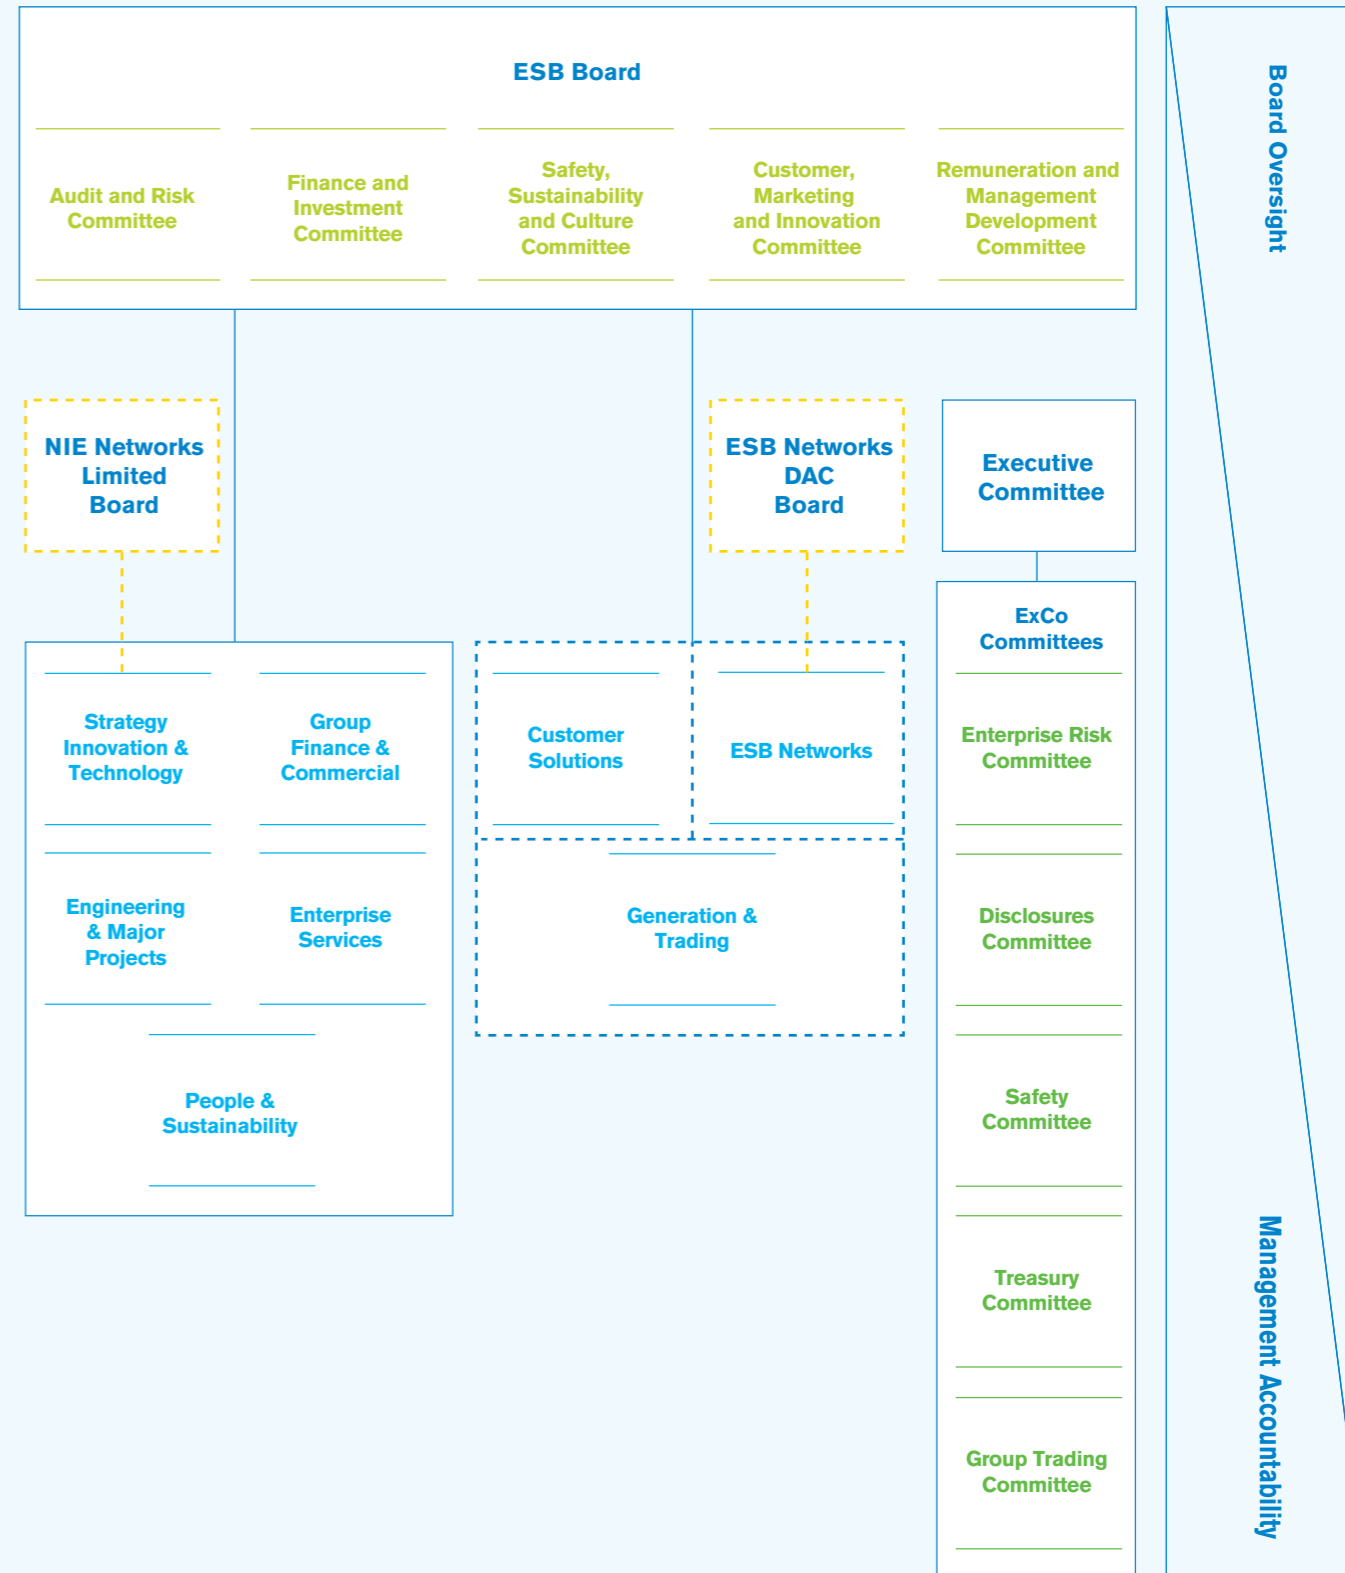 ESB Board
Audit and Risk
Committee
Finance and
Investment
Committee
Safety,
Sustainability
and Culture
Committee
Customer,
Marketing
and Innovation
Committee
Remuneration and
Management
Development
Committee
Board Oversight
NIE Networks
Limited
Board
ESB Networks
DAC
Board
Executive
Committee
Strategy
Innovation &
Technology
Group
Finance &
Commercial
Engineering
& Major
Projects
Enterprise
Services
People &
Sustainability
Customer
Solutions
ESB Networks
Generation &
Trading
ExCo
Committees
Enterprise Risk
Committee
Disclosures
Committee
Safety
Committee
Treasury
Committee
Group Trading
Committee
Management Accountability